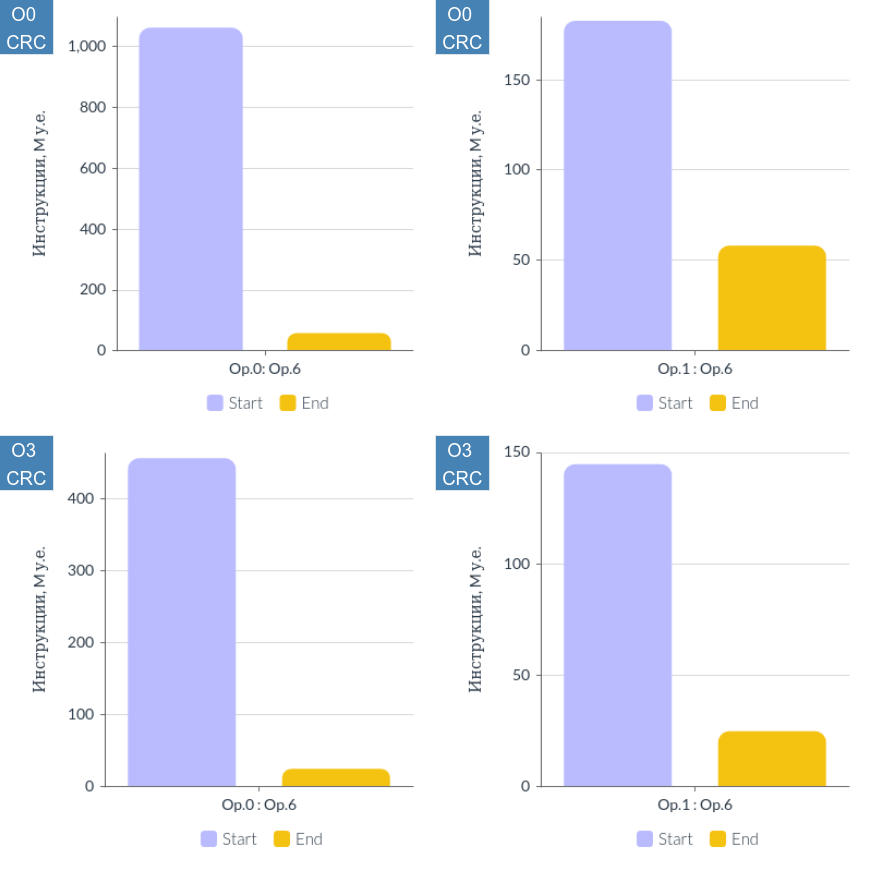 O0
CRC
1,000
800
600
400
200
0
Инструкции, М у.е.
Op.0: Op.6
Start End
O0
CRC
150
100
50
0
Инструкции, М у.е.
Op.1 : Op.6
Start End
O3
CRC
400
300
200
100
0
Инструкции, М у.е.
Op.0 : Op.6
Start End
O3
CRC
150
100
50
0
Инструкции, М у.е.
Op.1 : Op.6
Start End